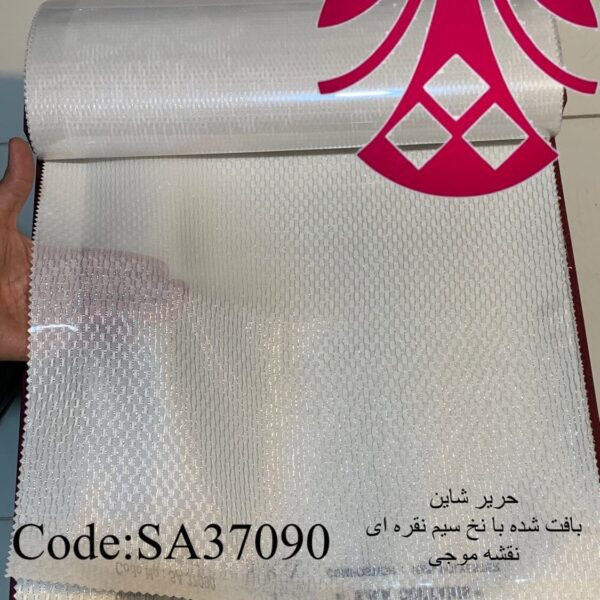 حریر شاین
بافت شده با نخ سیم نقره ای
نقشه موجی
Code:SA37090